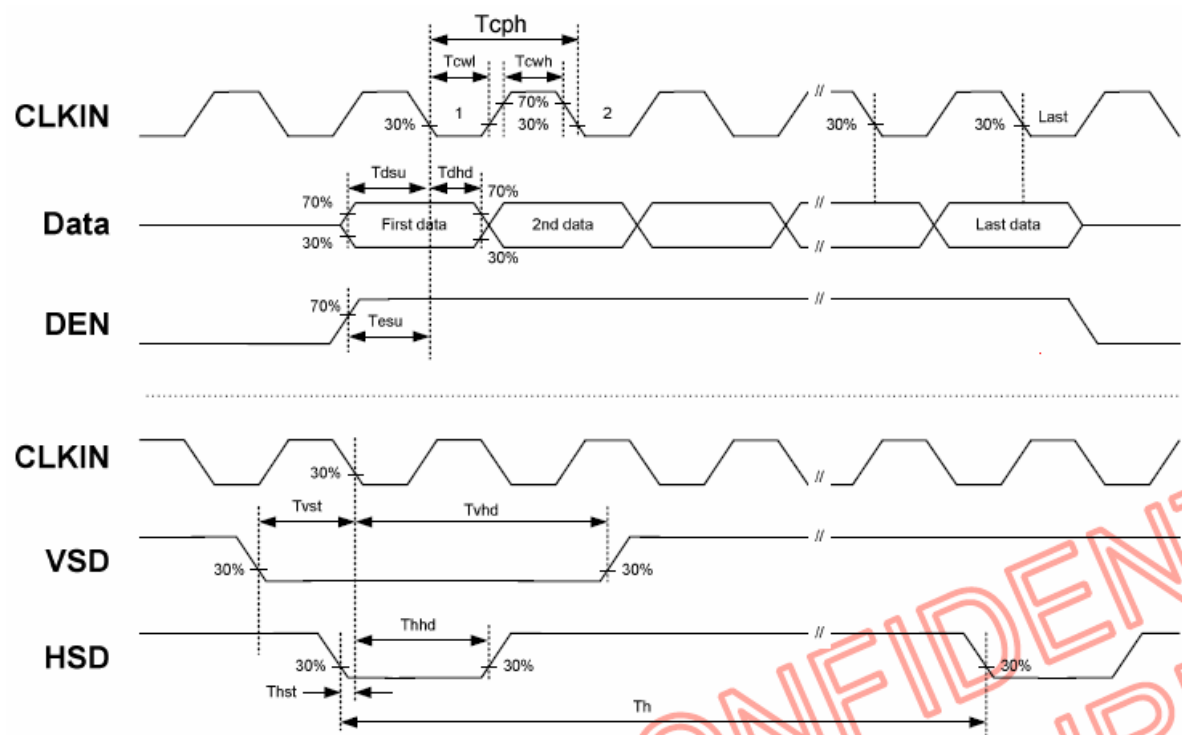 Tcph
Tcwl Tcwh
CLKIN 30% 1 70% 30% 2 // 30% 30% Last
Tdsu Tdhd
Data 70% 30% First data 70% 30% 2nd data // // Last data
DEN 70% Tesu //
CLKIN 30% //
Tvst Tvhd
VSD 30% 30% //
Thhd
HSD 30% 30% // 30%
Thst
Th